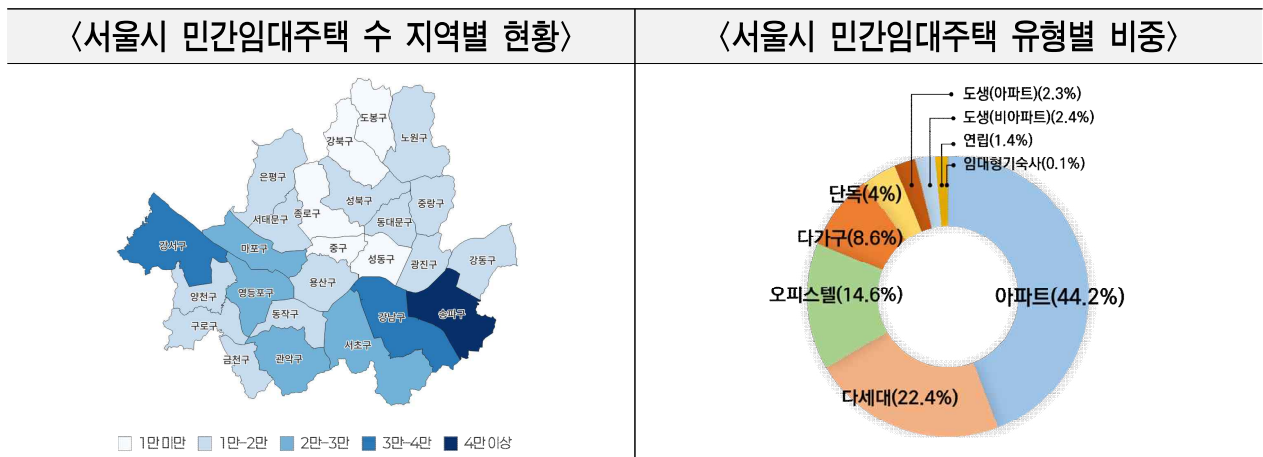 <서울시 민간임대주택 수 지역별 현황>
도봉구
강북구
노원구
은평구
성북구
중랑구
종로구
서대문구
동대문구
강서구
마포구
중구
성동구
광진구
강동구
용산구
양천구
영등포구
동작구
강남구
송파구
구로구
서초구
금천구
관악구
1만미만
1만-2만
2만-3만
3만-4만
4만이상
<서울시 민간임대주택 유형별 비중>
도생(아파트)(2.3%)
도생(비아파트)(2.4%)
연립(1.4%)
임대형기숙사(0.1%)
단독(4%)
다가구(8.6%)
오피스텔(14.6%)
아파트(44.2%)
다세대(22.4%)